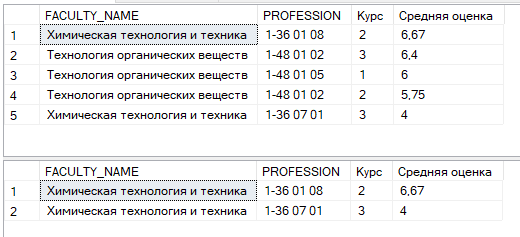 FACULTY_NAME PROFESSION Курс Средняя оценка
1 Химическая технология и техника 1-36 01 08 2 6,67
2 Технология органических веществ 1-48 01 02 3 6,4
3 Технология органических веществ 1-48 01 05 1 6
4 Технология органических веществ 1-48 01 02 2 5,75
5 Химическая технология и техника 1-36 07 01 3 4
FACULTY_NAME PROFESSION Курс Средняя оценка
1 Химическая технология и техника 1-36 01 08 2 6,67
2 Химическая технология и техника 1-36 07 01 3 4